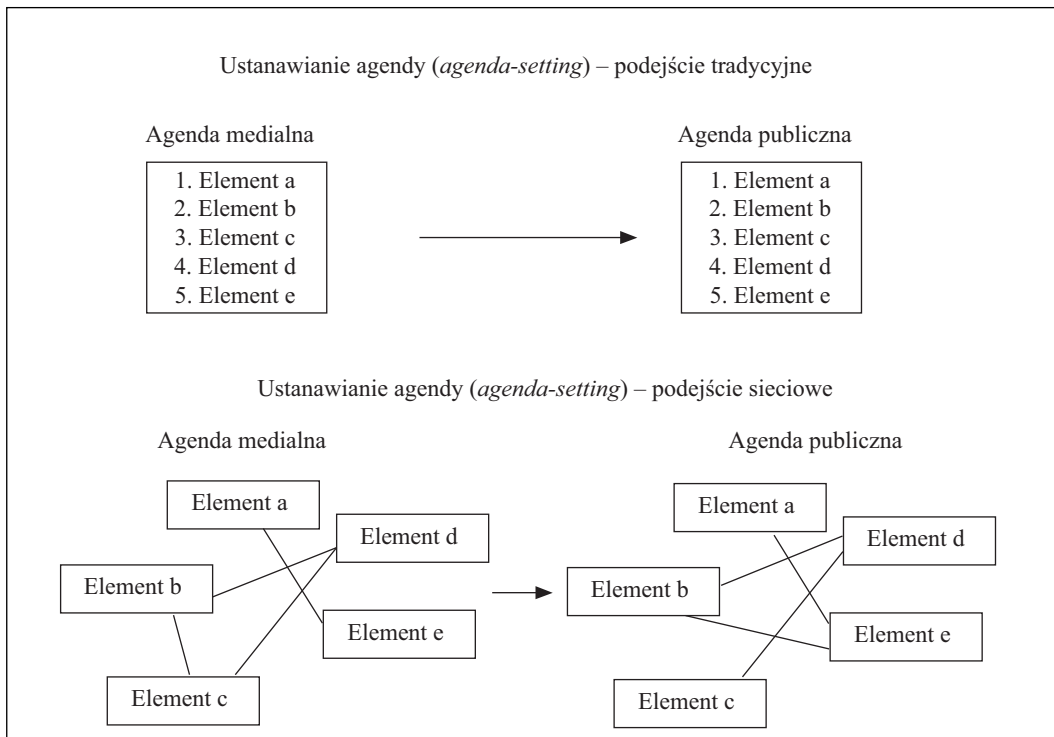 Ustanawianie agendy (agenda-setting) – podejście tradycyjne
Agenda medialna
1. Element a
2. Element b
3. Element c
4. Element d
5. Element e
Agenda publiczna
1. Element a
2. Element b
3. Element c
4. Element d
5. Element e
Ustanawianie agendy (agenda-setting) – podejście sieciowe
Agenda medialna
Element a
Element d
Element b
Element e
Element c
Agenda publiczna
Element a
Element d
Element b
Element e
Element c